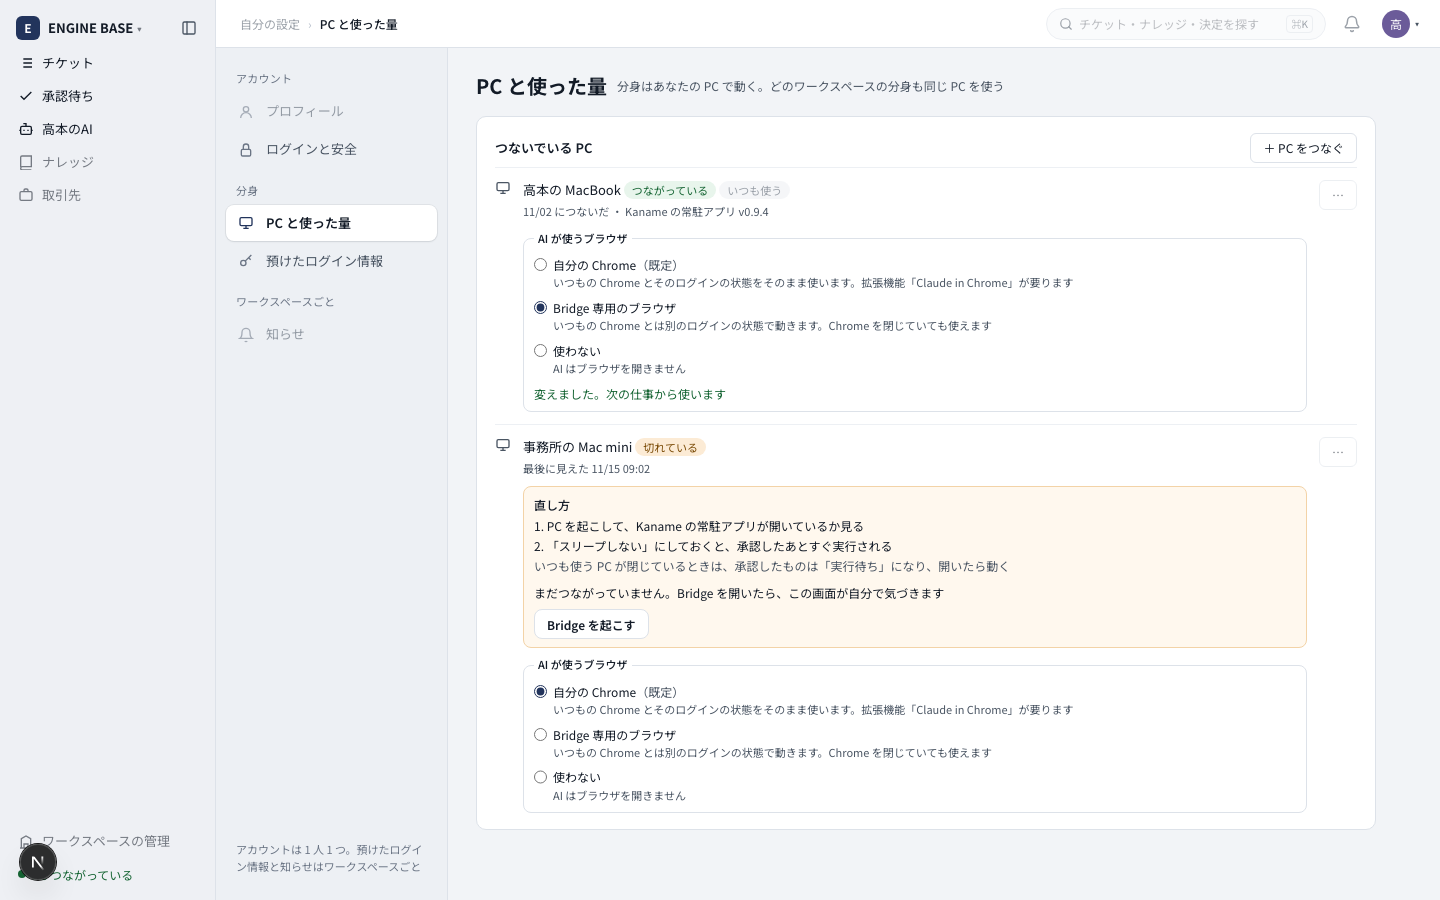 E ENGINE BASE
チケット
承認待ち
高本のAI
ナレッジ
取引先
ワークスペースの管理
N
つながっている
自分の設定 › PC と使った量
チケット・ナレッジ・決定を探す ⌘K
高
アカウント
プロフィール
ログインと安全
分身
PC と使った量
預けたログイン情報
ワークスペースごと
知らせ
アカウントは 1 人 1 つ。預けたログイ
ン情報と知らせはワークスペースごと
PC と使った量 分身はあなたの PC で動く。どのワークスペースの分身も同じ PC を使う
つないでいる PC
＋ PC をつなぐ
高本の MacBook つながっている いつも使う
…
11/02 につないだ ・ Kaname の常駐アプリ v0.9.4
AI が使うブラウザ
自分の Chrome（既定）
いつもの Chrome とそのログインの状態をそのまま使います。拡張機能「Claude in Chrome」が要ります
Bridge 専用のブラウザ
いつもの Chrome とは別のログインの状態で動きます。Chrome を閉じていても使えます
使わない
AI はブラウザを開きません
変えました。次の仕事から使います
事務所の Mac mini 切れている
…
最後に見えた 11/15 09:02
直し方
1. PC を起こして、Kaname の常駐アプリが開いているか見る
2. 「スリープしない」にしておくと、承認したあとすぐ実行される
いつも使う PC が閉じているときは、承認したものは「実行待ち」になり、開いたら動く
まだつながっていません。Bridge を開いたら、この画面が自分で気づきます
Bridge を起こす
AI が使うブラウザ
自分の Chrome（既定）
いつもの Chrome とそのログインの状態をそのまま使います。拡張機能「Claude in Chrome」が要ります
Bridge 専用のブラウザ
いつもの Chrome とは別のログインの状態で動きます。Chrome を閉じていても使えます
使わない
AI はブラウザを開きません